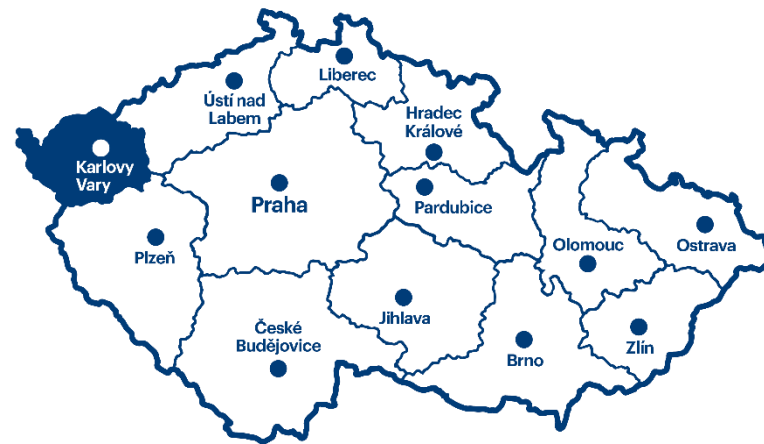 Liberec
Ústí nad
Labem
Hradec
Králové
Karlovy
Vary
Praha
Pardubice
Plzeň
Olomouc
Ostrava
Jihlava
České
Budějovice
Brno
Zlín